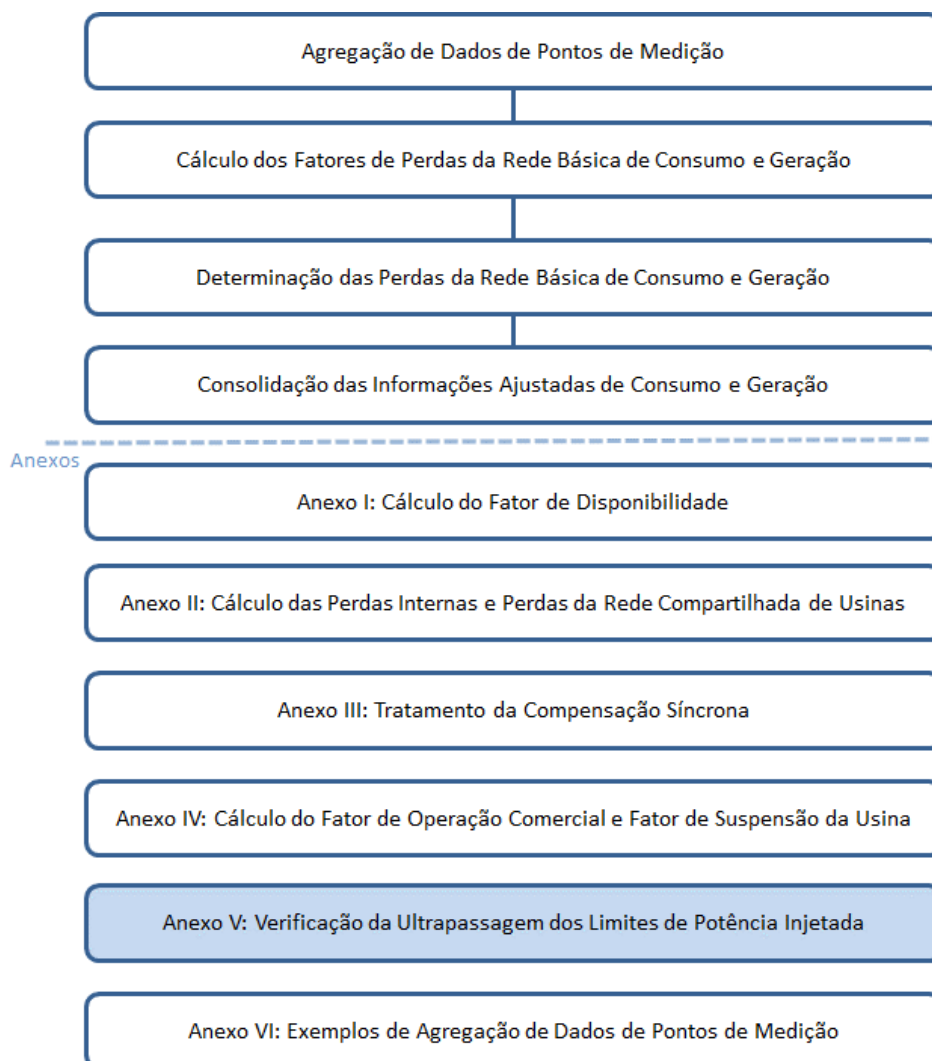 Agregação de Dados de Pontos de Medição
Cálculo dos Fatores de Perdas da Rede Básica de Consumo e Geração
Determinação das Perdas da Rede Básica de Consumo e Geração
Consolidação das Informações Ajustadas de Consumo e Geração
Anexos
Anexo I: Cálculo do Fator de Disponibilidade
Anexo II: Cálculo das Perdas Internas e Perdas da Rede Compartilhada de Usinas
Anexo III: Tratamento da Compensação Síncrona
Anexo IV: Cálculo do Fator de Operação Comercial e Fator de Suspensão da Usina
Anexo V: Verificação da Ultrapassagem dos Limites de Potência Injetada
Anexo VI: Exemplos de Agregação de Dados de Pontos de Medição